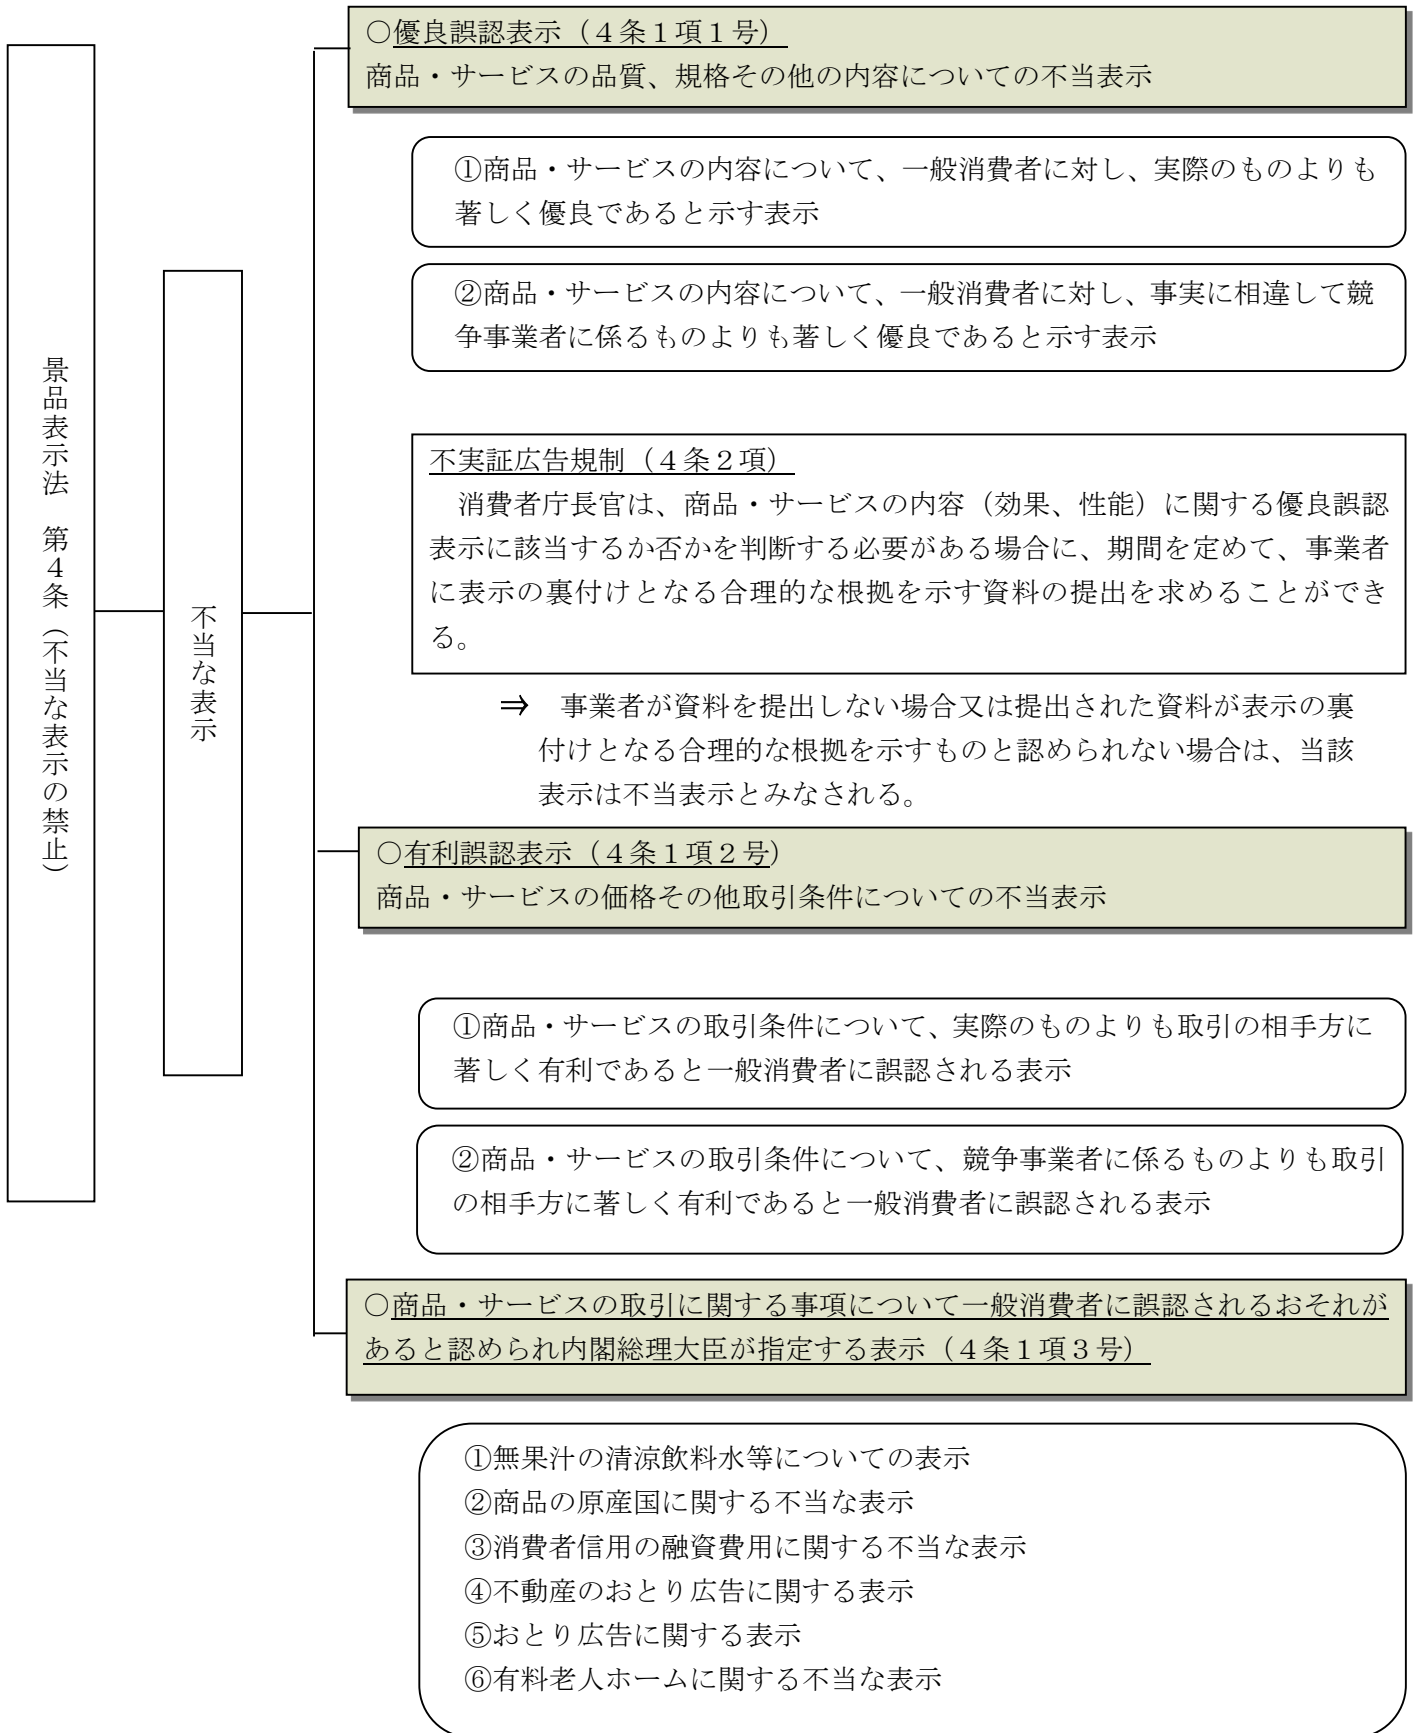 景品表示法　第４条（不当な表示の禁止）
不当な表示
○優良誤認表示（４条１項１号）
商品・サービスの品質、規格その他の内容についての不当表示
①商品・サービスの内容について、一般消費者に対し、実際のものよりも
著しく優良であると示す表示
②商品・サービスの内容について、一般消費者に対し、事実に相違して競
争事業者に係るものよりも著しく優良であると示す表示
不実証広告規制（４条２項）
　消費者庁長官は、商品・サービスの内容（効果、性能）に関する優良誤認
表示に該当するか否かを判断する必要がある場合に、期間を定めて、事業者
に表示の裏付けとなる合理的な根拠を示す資料の提出を求めることができ
る。
⇒　事業者が資料を提出しない場合又は提出された資料が表示の裏
付けとなる合理的な根拠を示すものと認められない場合は、当該
表示は不当表示とみなされる。
○有利誤認表示（４条１項２号）
商品・サービスの価格その他取引条件についての不当表示
①商品・サービスの取引条件について、実際のものよりも取引の相手方に
著しく有利であると一般消費者に誤認される表示
②商品・サービスの取引条件について、競争事業者に係るものよりも取引
の相手方に著しく有利であると一般消費者に誤認される表示
○商品・サービスの取引に関する事項について一般消費者に誤認されるおそれが
あると認められ内閣総理大臣が指定する表示（４条１項３号）
①無果汁の清涼飲料水等についての表示
②商品の原産国に関する不当な表示
③消費者信用の融資費用に関する不当な表示
④不動産のおとり広告に関する表示
⑤おとり広告に関する表示
⑥有料老人ホームに関する不当な表示